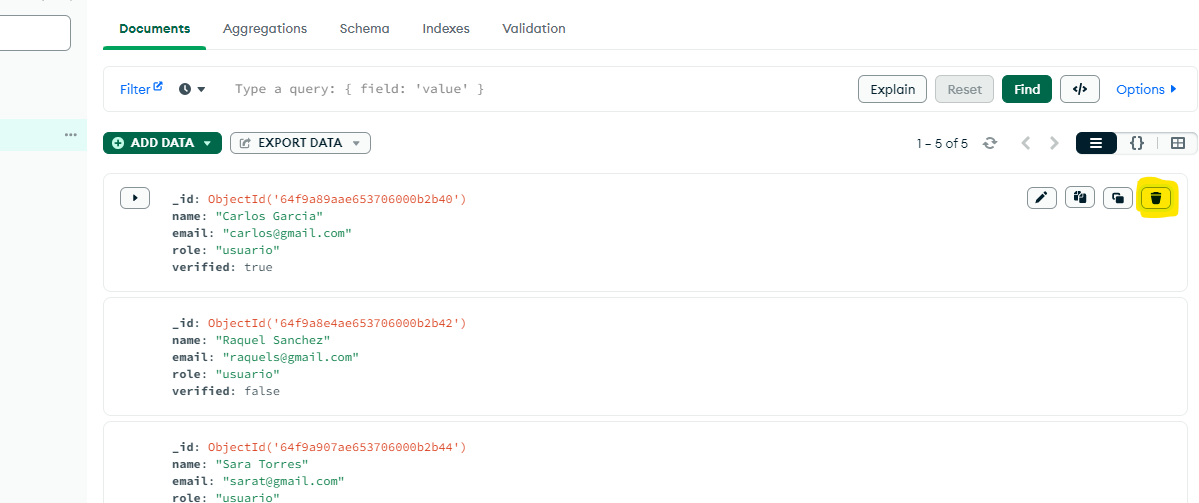 Documents Aggregations Schema Indexes Validation
Filter Type a query: { field: 'value' } Explain Reset Find </> Options
ADD DATA EXPORT DATA 1 – 5 of 5 {}
_id: ObjectId('64f9a89aae653706000b2b40')
name: "Carlos Garcia"
email: "carlos@gmail.com"
role: "usuario"
verified: true
_id: ObjectId('64f9a8e4ae653706000b2b42')
name: "Raquel Sanchez"
email: "raquels@gmail.com"
role: "usuario"
verified: false
_id: ObjectId('64f9a907ae653706000b2b44')
name: "Sara Torres"
email: "sarat@gmail.com"
role: "usuario"